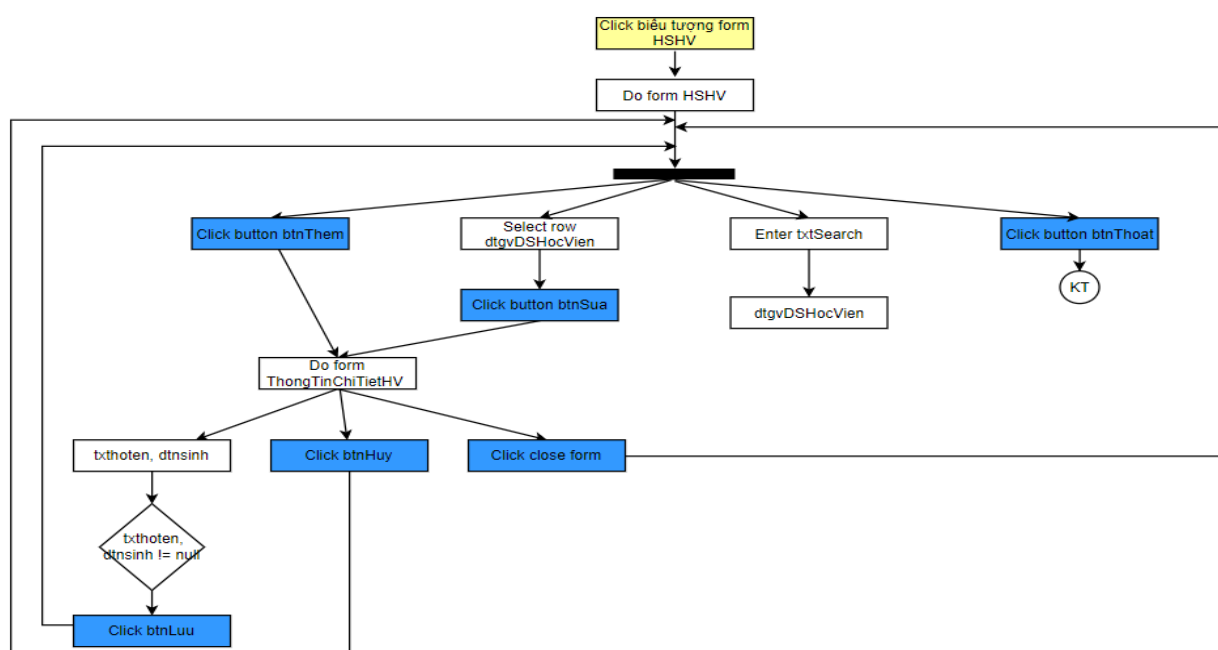 Click biểu tượng form
HSHV
Do form HSHV
Click button btnThem
Select row
dtgvDSHocVien
Enter txtSearch
Click button btnThoat
Click button btnSua
dtgvDSHocVien
KT
Do form
ThongTinChiTietHV
txthoten, dtnsinh
Click btnHuy
Click close form
txthoten,
dtnsinh != null
Click btnLuu